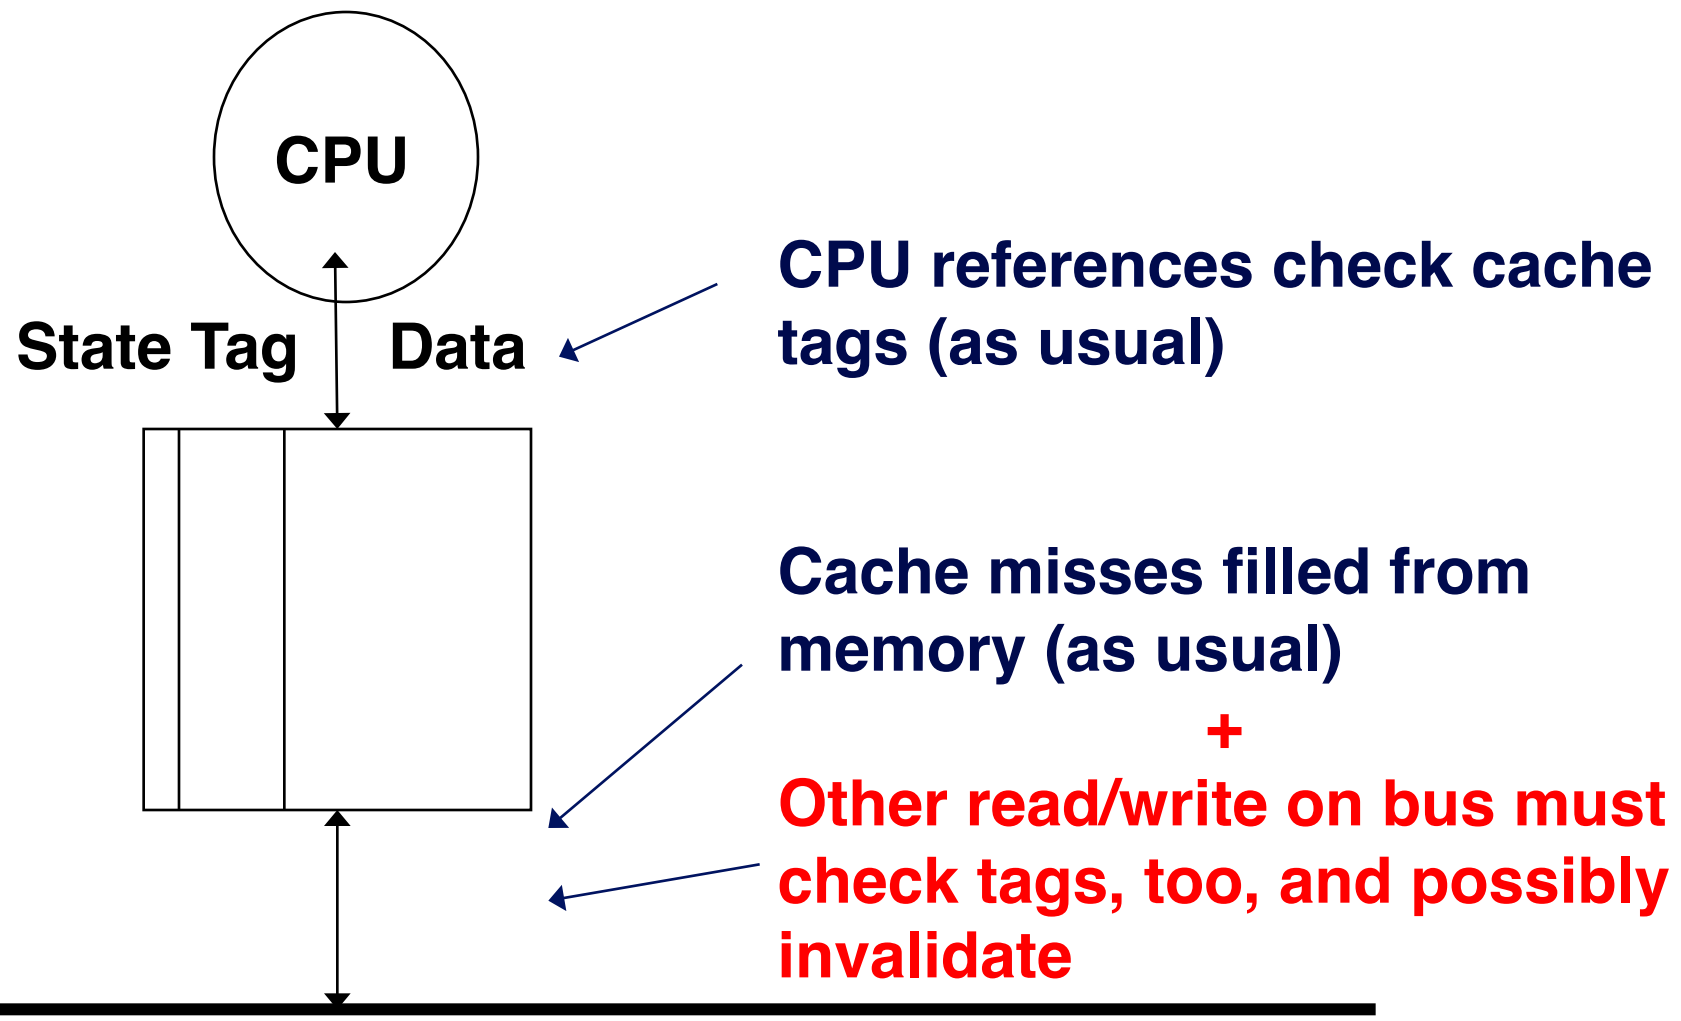 CPU
State Tag Data
CPU references check cache
tags (as usual)
Cache misses filled from
memory (as usual)
+
Other read/write on bus must
check tags, too, and possibly
invalidate